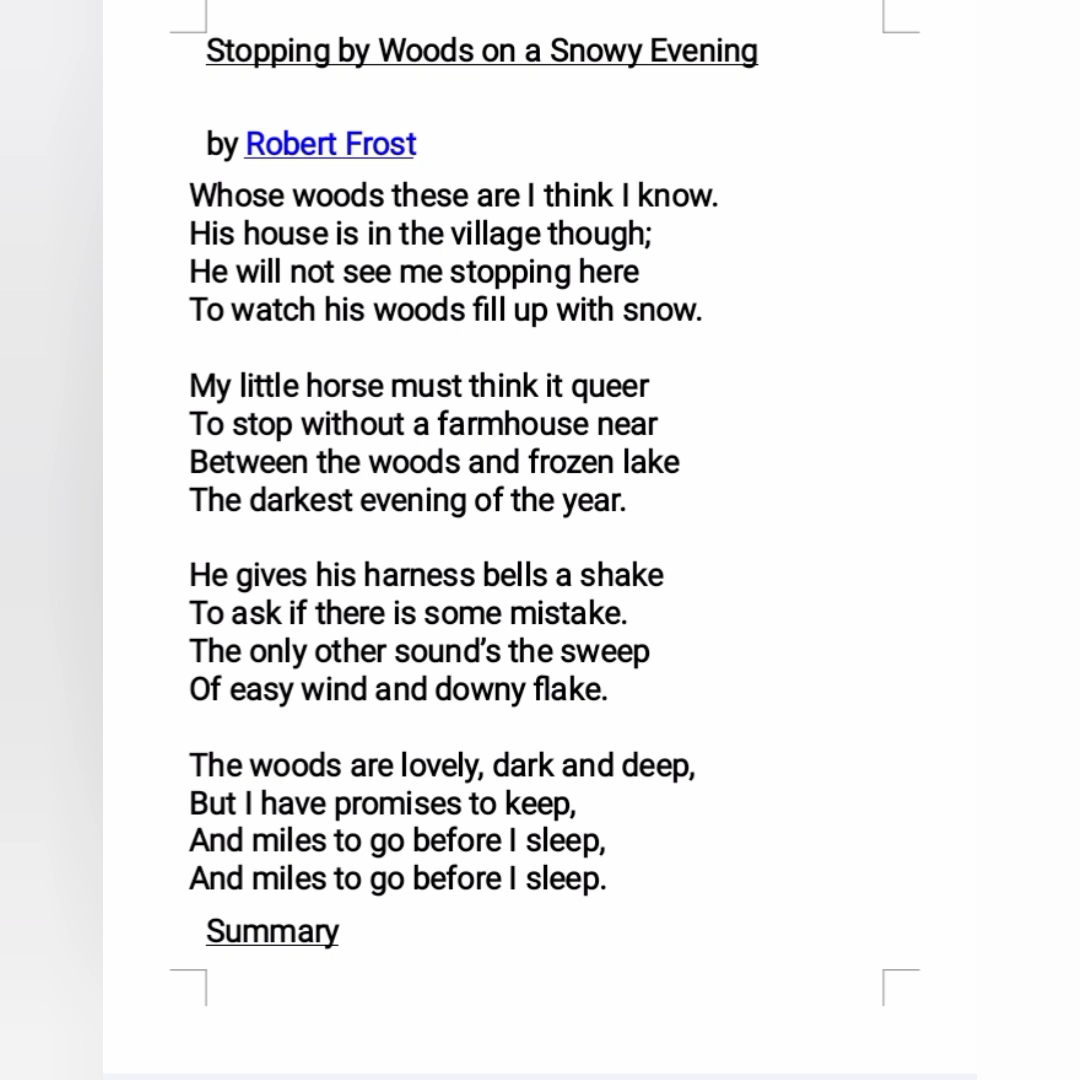 Stopping by Woods on a Snowy Evening
by Robert Frost
Whose woods these are I think I know.
His house is in the village though;
He will not see me stopping here
To watch his woods fill up with snow.
My little horse must think it queer
To stop without a farmhouse near
Between the woods and frozen lake
The darkest evening of the year.
He gives his harness bells a shake
To ask if there is some mistake.
The only other sound’s the sweep
Of easy wind and downy flake.
The woods are lovely, dark and deep,
But I have promises to keep,
And miles to go before I sleep,
And miles to go before I sleep.
Summary